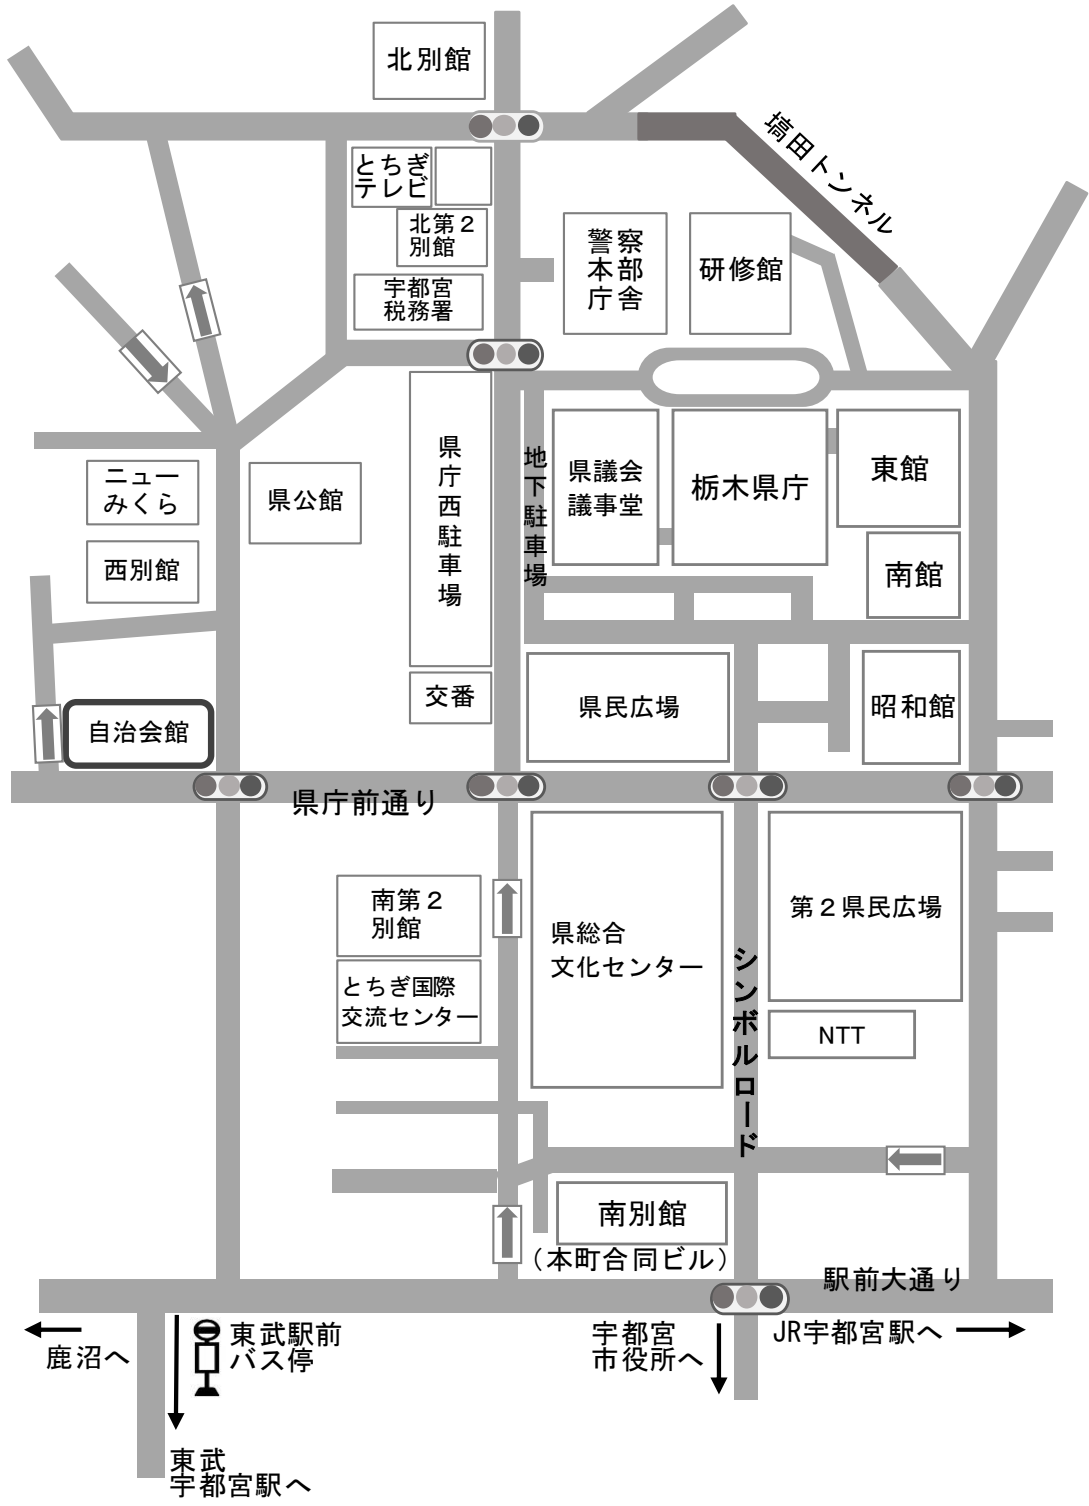 北別館
塙田トンネル
とちぎ
テレビ
北第２
別館
警察
本部
庁舎
研修館
宇都宮
税務署
県庁西駐車場
地下駐車場
県議会
議事堂
栃木県庁
東館
ニュー
みくら
県公館
西別館
南館
交番
県民広場
昭和館
自治会館
県庁前通り
南第２
別館
県総合
文化センター
第２県民広場
シンボルロード
とちぎ国際
交流センター
NTT
南別館
（本町合同ビル）
駅前大通り
鹿沼へ
東武駅前
バス停
宇都宮
市役所へ
JR宇都宮駅へ
東武
宇都宮駅へ